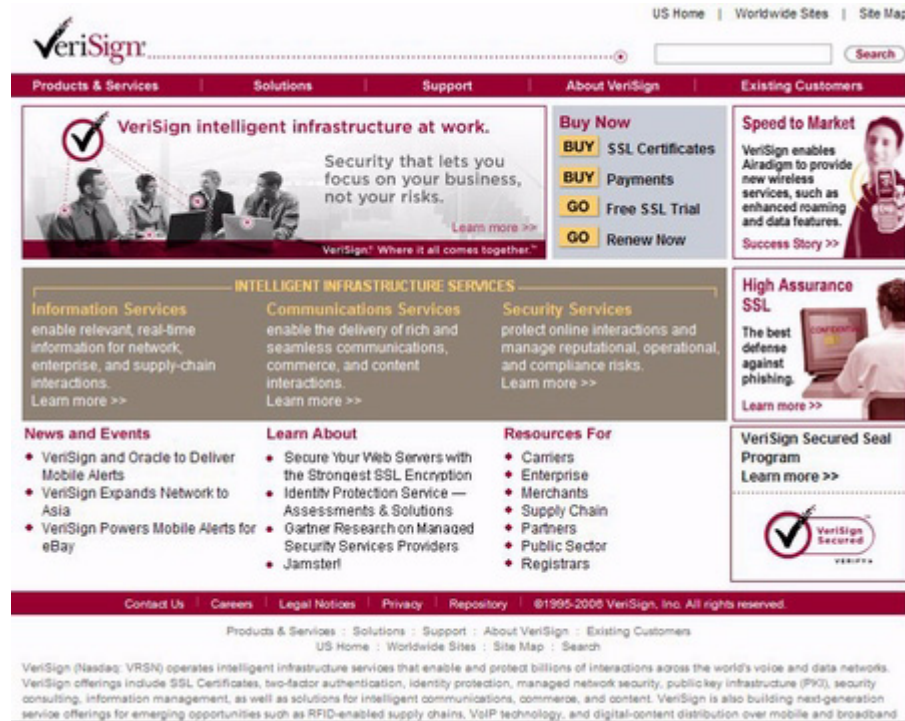 US Home | Worldwide Sites | Site Map
VeriSign
Search
Products & Services | Solutions | Support | About VeriSign | Existing Customers
VeriSign intelligent infrastructure at work.
Security that lets you
focus on your business,
not your risks.
Learn more >>
VeriSign® Where it all comes together.™
Buy Now
BUY SSL Certificates
BUY Payments
GO Free SSL Trial
GO Renew Now
Speed to Market
VeriSign enables
Airadigm to provide
new wireless
services, such as
enhanced roaming
and data features.
Success Story >>
INTELLIGENT INFRASTRUCTURE SERVICES
Information Services
enable relevant, real-time
information for network,
enterprise, and supply-chain
interactions.
Learn more >>
Communications Services
enable the delivery of rich and
seamless communications,
commerce, and content
interactions.
Learn more >>
Security Services
protect online interactions and
manage reputational, operational,
and compliance risks.
Learn more >>
High Assurance
SSL
The best
defense
against
phishing.
Learn more >>
CONFIDENTIAL
News and Events
VeriSign and Oracle to Deliver
Mobile Alerts
VeriSign Expands Network to
Asia
VeriSign Powers Mobile Alerts for
eBay
Learn About
Secure Your Web Servers with
the Strongest SSL Encryption
Identity Protection Service —
Assessments & Solutions
Gartner Research on Managed
Security Services Providers
Jamster!
Resources For
Carriers
Enterprise
Merchants
Supply Chain
Partners
Public Sector
Registrars
VeriSign Secured Seal
Program
Learn more >>
VeriSign
Secured
VERIFY
Contact Us | Careers | Legal Notices | Privacy | Repository | ©1995-2006 VeriSign, Inc. All rights reserved.
Products & Services : Solutions : Support : About VeriSign : Existing Customers
US Home : Worldwide Sites : Site Map : Search
VeriSign (Nasdaq: VRSN) operates intelligent infrastructure services that enable and protect billions of interactions across the world's voice and data networks.
VeriSign offerings include SSL Certificates, two-factor authentication, identity protection, managed network security, public key infrastructure (PKI), security
consulting, information management, as well as solutions for intelligent communications, commerce, and content. VeriSign is also building next-generation
service offerings for emerging opportunities such as RFID-enabled supply chains, VoIP technology, and digital-content distribution over mobile and broadband